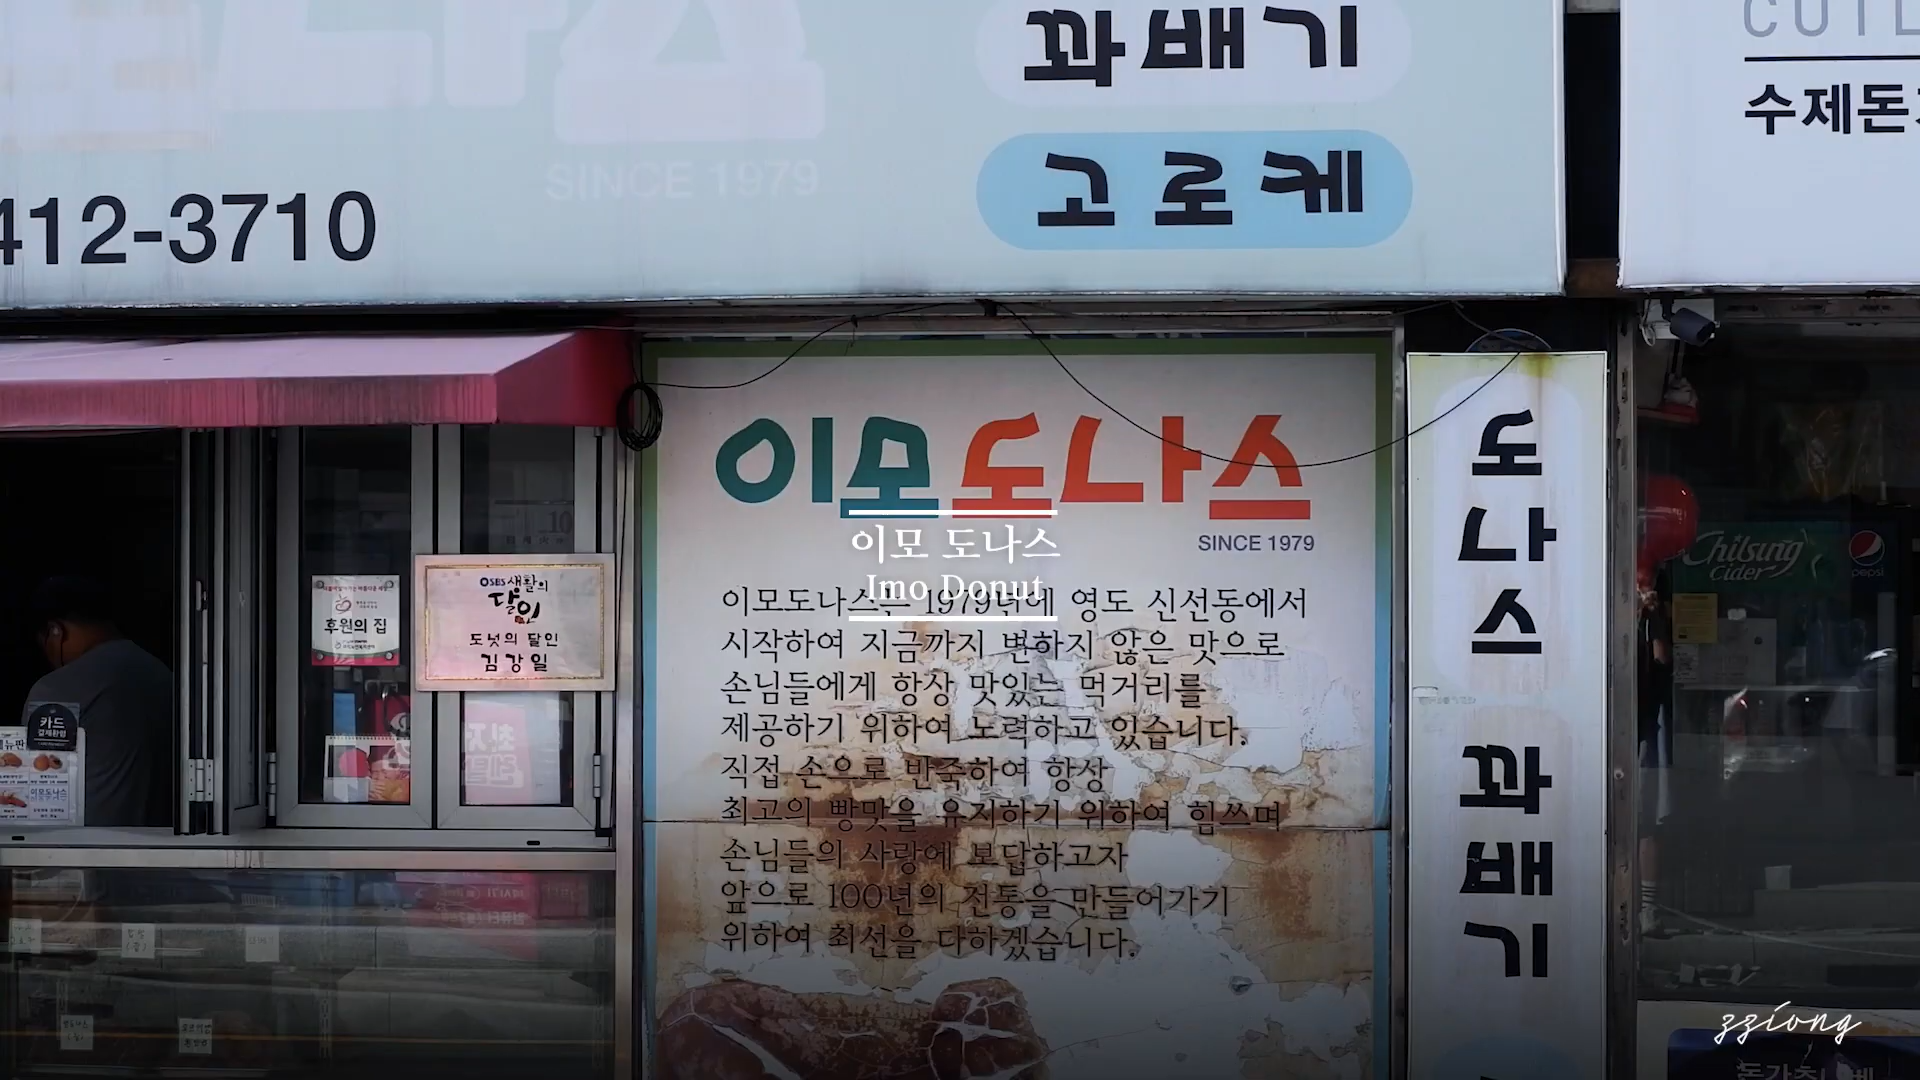 꽈배기
고로케
SINCE 1979
412-3710
CUTL
수제돈
이모도나스
SINCE 1979
이모 도나스
Imo Donut
이모도나스는 1979년에 영도 신선동에서
시작하여 지금까지 변하지 않은 맛으로
손님들에게 항상 맛있는 먹거리를
제공하기 위하여 노력하고 있습니다.
직접 손으로 반죽하여 항상
최고의 빵맛을 유지하기 위하여 힘쓰며
손님들의 사랑에 보답하고자
앞으로 100년의 전통을 만들어가기
위하여 최선을 다하겠습니다.
도나스
꽈배기
후원의 집
SBS 생활의
달인
도넛의 달인
김강일
카드
결제환영
메뉴판
이모도나스
10
Chilsung
Cider
pepsi
zziong